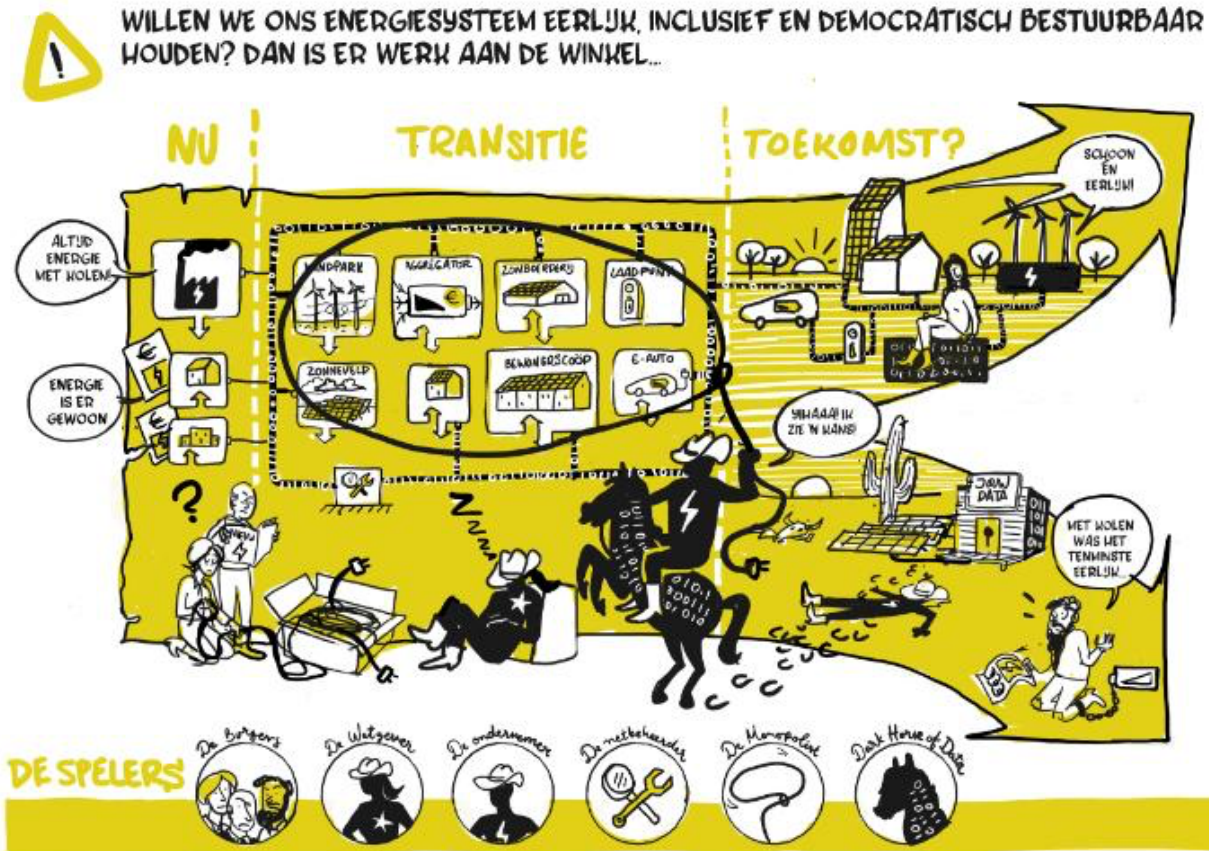 WILLEN WE ONS ENERGIESYSTEEM EERLIJK, INCLUSIEF EN DEMOCRATISCH BESTUURBAAR
HOUDEN? DAN IS ER WERK AAN DE WINKEL...
NU
TRANSITIE
TOEKOMST?
SCHOON
ÉN
EERLIJK!
ALTIJD
ENERGIE
MET KOLEN!
WINDPARK
AGGREGATOR
ZONBOERDERIJ
LAADPUNT
ENERGIE
IS ER
GEWOON
ZONNEVELD
BEWONERSCOÖP
E-AUTO
YIHAAA! IK
ZIE 'N KANS!
JOUW
DATA
MET KOLEN
WAS HET
TENMINSTE
EERLIJK...
?
ZZZZZ
DE SPELERS
De Burgers
De Wetgever
De ondernemer
De netbeheerder
De Monopolist
Dark Horse of Data